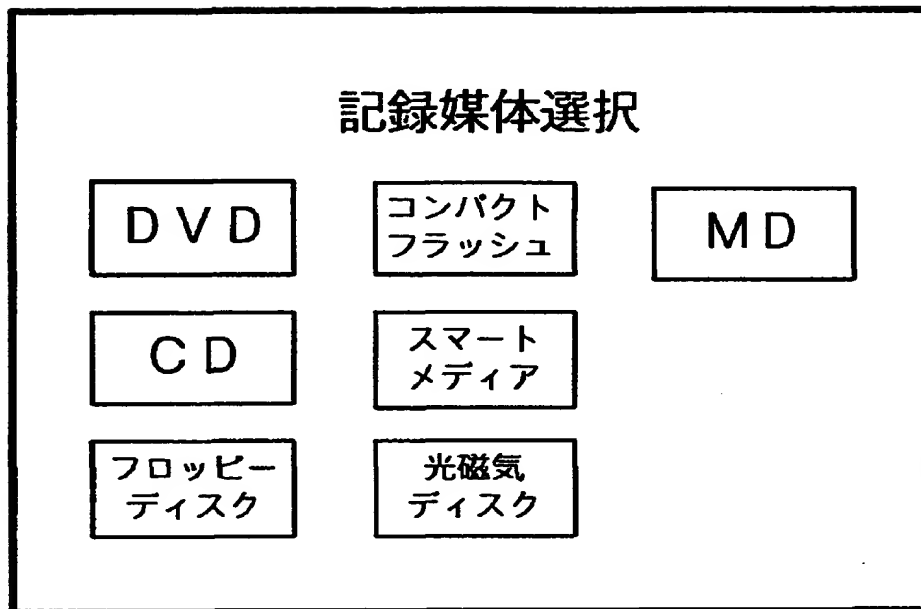 記録媒体選択
DVD
コンパクト
フラッシュ
MD
CD
スマート
メディア
フロッピー
ディスク
光磁気
ディスク